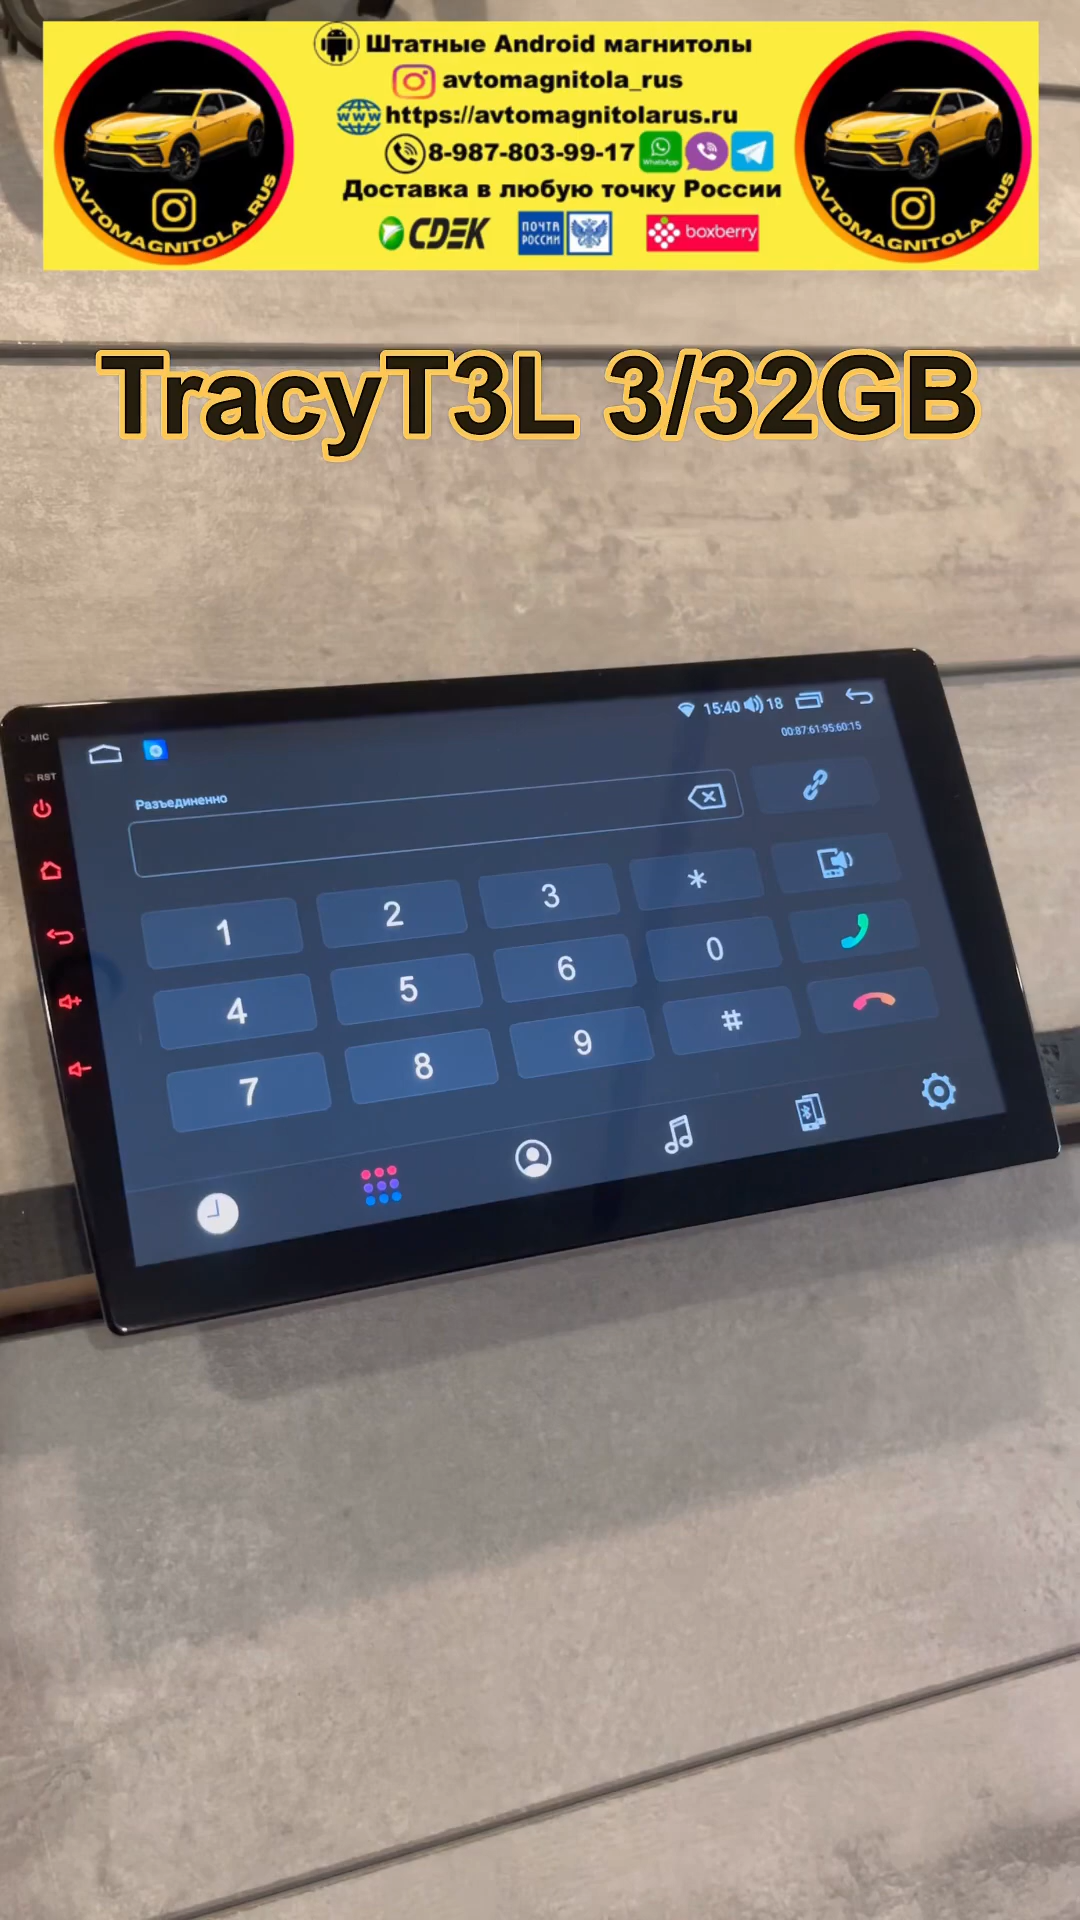 Штатные Android магнитолы
avtomagnitola_rus
www https://avtomagnitolarus.ru
8-987-803-99-17 WhatsApp
Доставка в любую точку России
CDEK ПОЧТА РОССИИ boxberry
AVTOMAGNITOLA_RUS
AVTOMAGNITOLA_RUS
TracyT3L 3/32GB
MIC
RST
15:40 18
00:87:61:95:60:15
Разъединенно
1 2 3 *
4 5 6 0
7 8 9 #